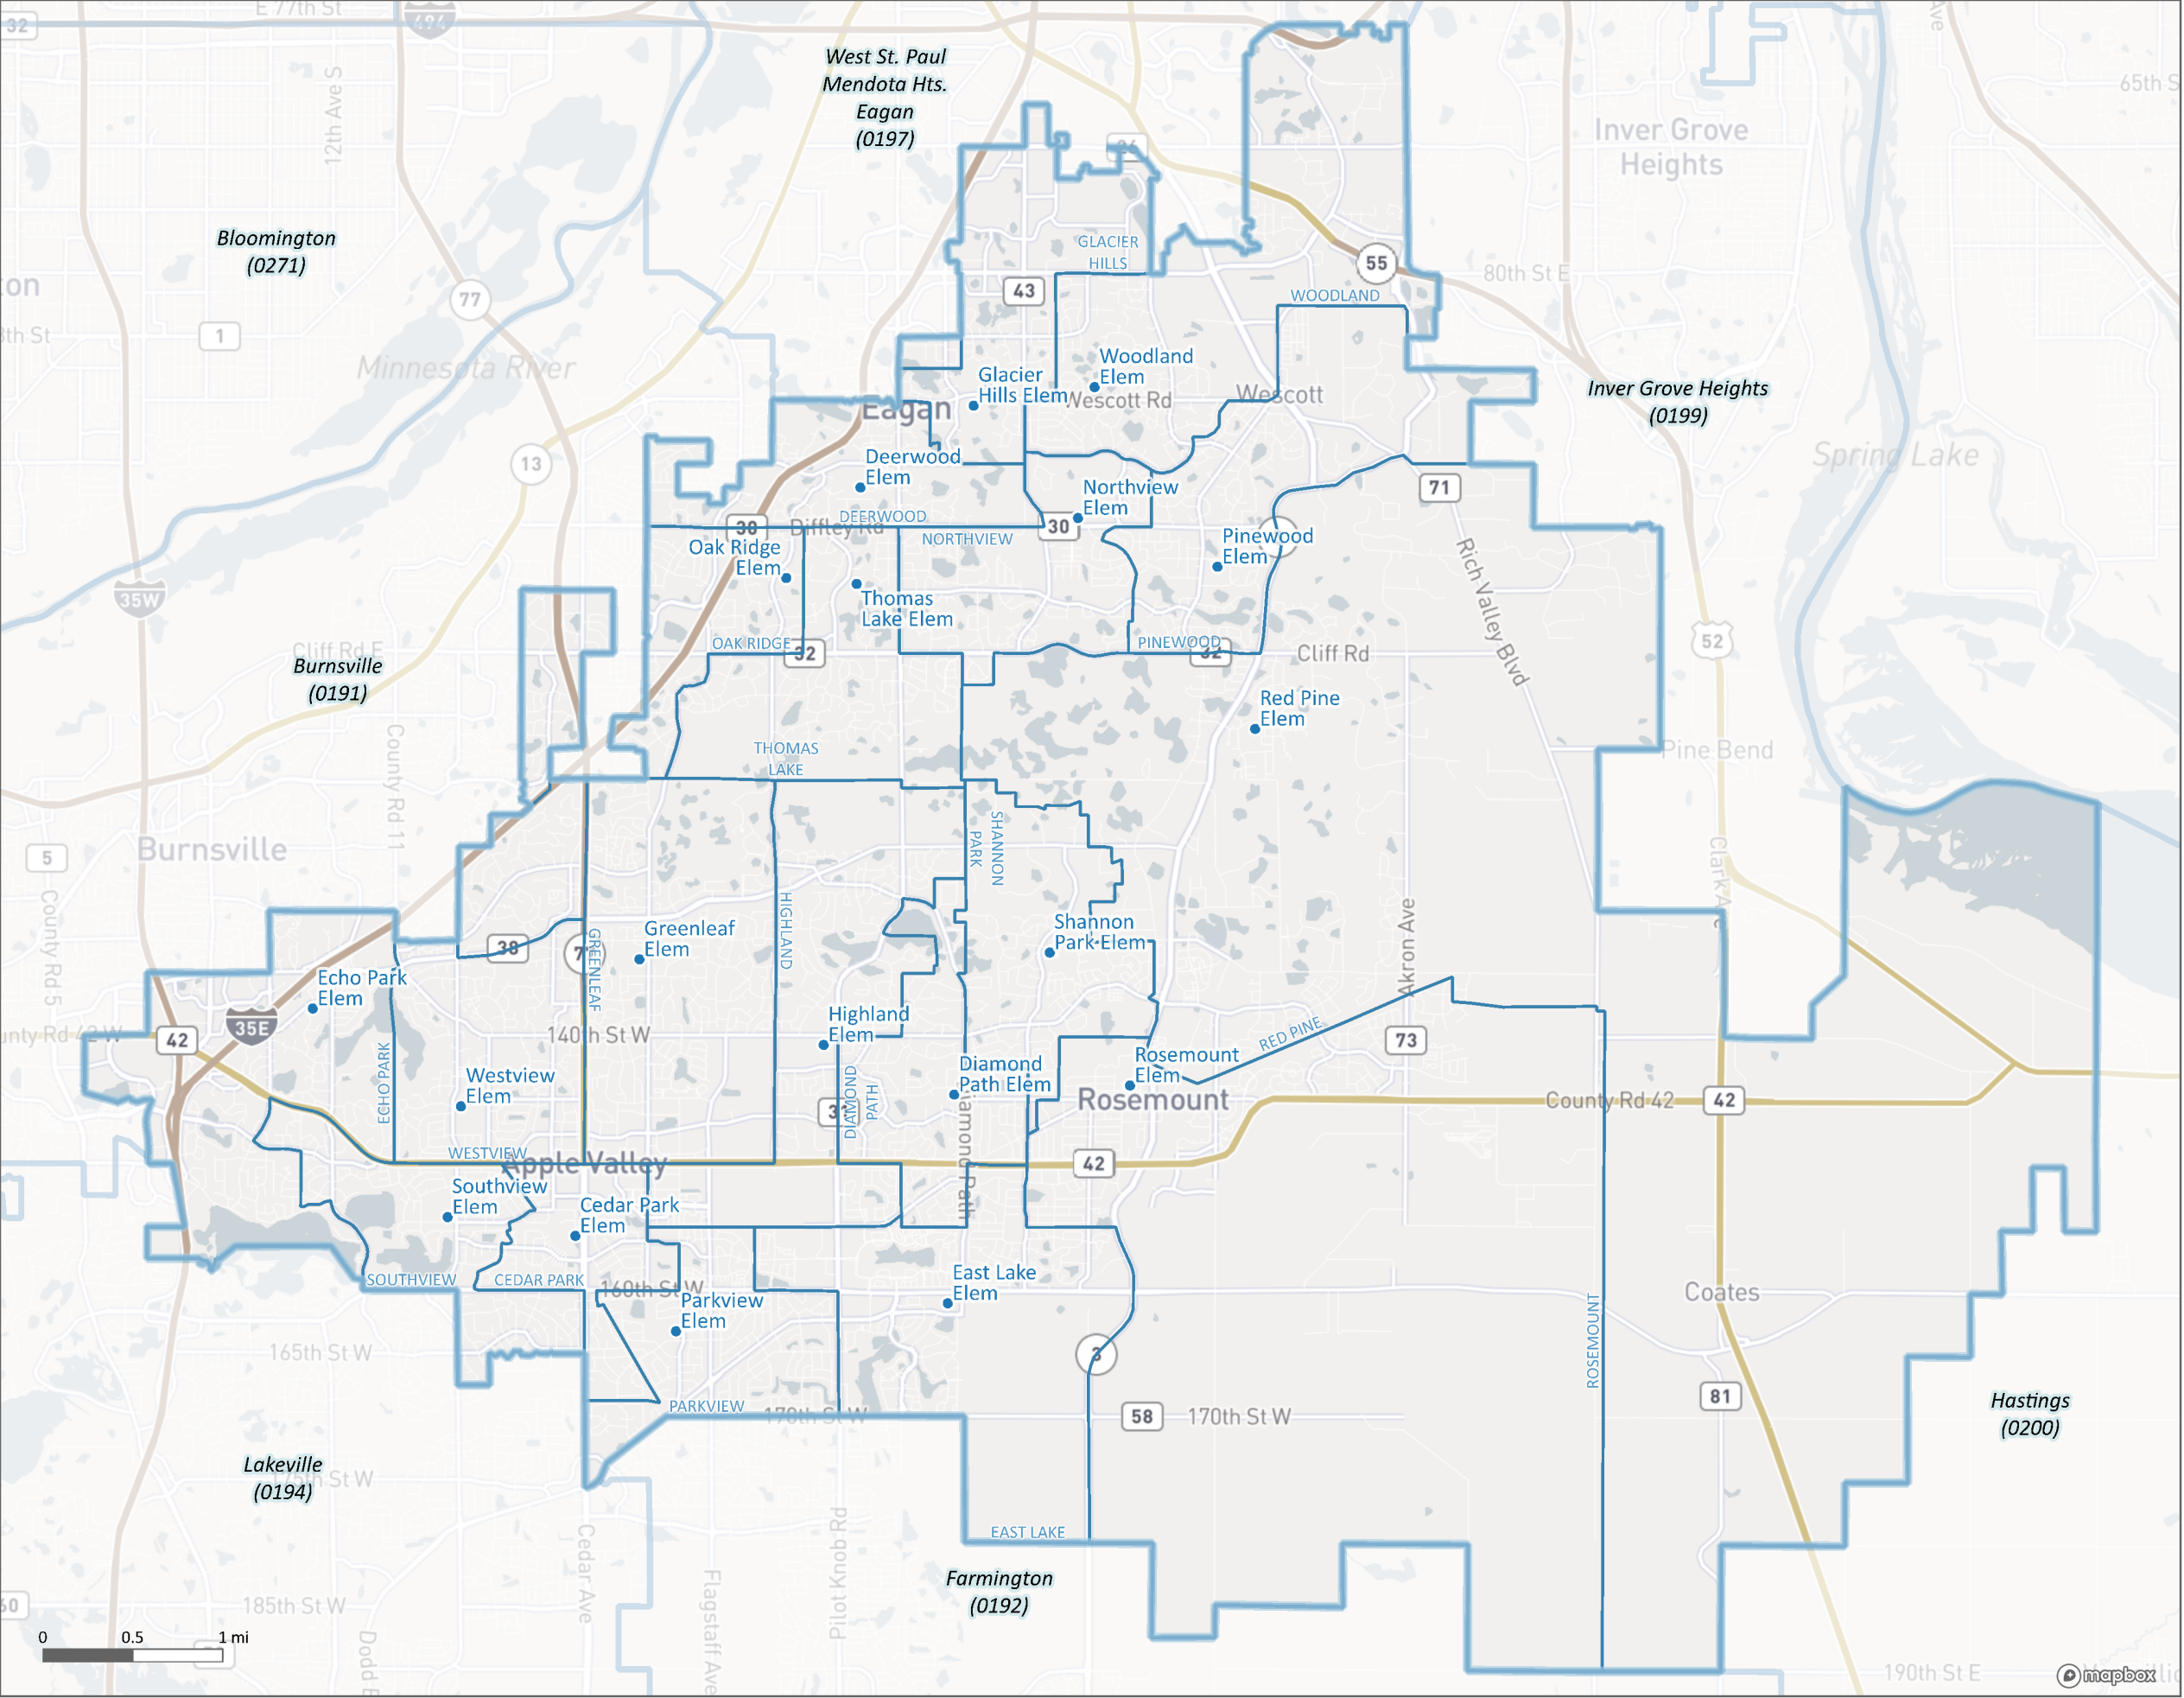 E 77th St
494
32
12th Ave S
West St. Paul
Mendota Hts.
Eagan
(0197)
26
Inver Grove
Heights
65th S
Ave
Bloomington
(0271)
GLACIER
HILLS
55
80th St E
43
WOODLAND
77
1
Minnesota River
Woodland
Elem
Glacier
Hills Elem
Wescott Rd
Wescott
Eagan
Inver Grove Heights
(0199)
Spring Lake
13
Deerwood
Elem
Northview
Elem
71
DEERWOOD
Diffley Rd
30
30
NORTHVIEW
Oak Ridge
Elem
Pinewood
Elem
Thomas
Lake Elem
35W
Rich Valley Blvd
52
Cliff Rd E
Burnsville
(0191)
OAK RIDGE
32
PINEWOOD
32
Cliff Rd
Red Pine
Elem
County Rd 11
THOMAS
LAKE
Pine Bend
Burnsville
5
PARK
SHANNON
County Rd 5
HIGHLAND
GREENLEAF
38
Greenleaf
Elem
Shannon
Park Elem
Akron Ave
Echo Park
Elem
35E
42
140th St W
Highland
Elem
RED PINE
73
ECHO PARK
Westview
Elem
Diamond
Path Elem
Rosemount
Elem
DIAMOND
PATH
Rosemount
County Rd 42
42
WESTVIEW
Apple Valley
42
Southview
Elem
Cedar Park
Elem
Diamond Path
SOUTHVIEW
CEDAR PARK
160th St W
East Lake
Elem
Coates
Parkview
Elem
ROSEMOUNT
165th St W
3
81
PARKVIEW
170th St W
58
170th St W
Hastings
(0200)
Lakeville
(0194)
175th St W
EAST LAKE
Cedar Ave
Flagstaff Ave
Pilot Knob Rd
Farmington
(0192)
185th St W
0 0.5 1 mi
190th St E
mapbox